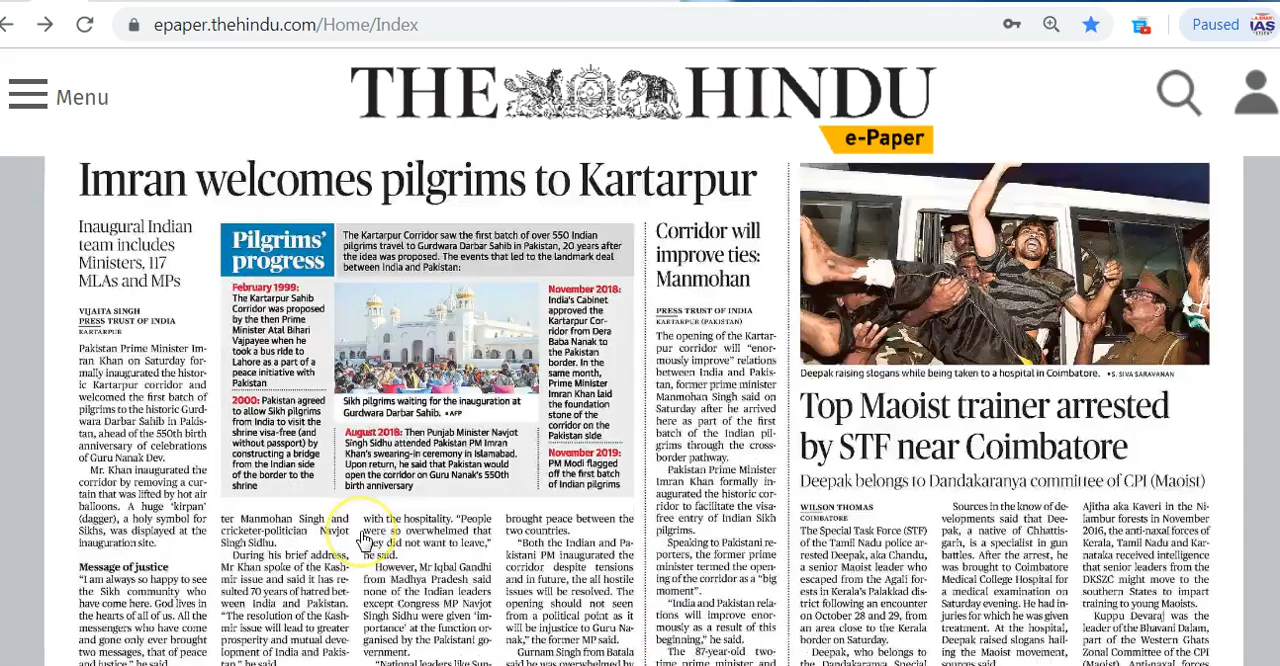 epaper.thehindu.com/Home/Index
Paused
IAS
Menu
THE HINDU
e-Paper
Imran welcomes pilgrims to Kartarpur
Inaugural Indian
team includes
Ministers, 117
MLAs and MPs
VIJAITA SINGH
PRESS TRUST OF INDIA
KARTARPUR
Pakistan Prime Minister Im-
ran Khan on Saturday for-
mally inaugurated the histor-
ic Kartarpur corridor and
welcomed the first batch of
pilgrims to the historic Gurd-
wara Darbar Sahib in Pakis-
tan, ahead of the 550th birth
anniversary of celebrations
of Guru Nanak Dev.
Mr. Khan inaugurated the
corridor by removing a cur-
tain that was lifted by hot air
balloons. A huge 'kirpan'
(dagger), a holy symbol for
Sikhs, was displayed at the
inauguration site.
Message of justice
"I am always so happy to see
the Sikh community who
have come here. God lives in
the hearts of all of us. All the
messengers who have come
and gone only ever brought
two messages, that of peace
and justice," he said.
Pilgrims'
progress
The Kartarpur Corridor saw the first batch of over 550 Indian
pilgrims travel to Gurdwara Darbar Sahib in Pakistan, 20 years after
the idea was proposed. The events that led to the landmark deal
between India and Pakistan:
February 1999:
The Kartarpur Sahib
Corridor was proposed
by the then Prime
Minister Atal Bihari
Vajpayee when he
took a bus ride to
Lahore as a part of a
peace initiative with
Pakistan
2000: Pakistan agreed
to allow Sikh pilgrims
from India to visit the
shrine visa-free (and
without passport) by
constructing a bridge
from the Indian side
of the border to the
shrine
Sikh pilgrims waiting for the inauguration at
Gurdwara Darbar Sahib. •AFP
August 2018: Then Punjab Minister Navjot
Singh Sidhu attended Pakistan PM Imran
Khan's swearing-in ceremony in Islamabad.
Upon return, he said that Pakistan would
open the corridor on Guru Nanak's 550th
birth anniversary
November 2018:
India's Cabinet
approved the
Kartarpur Cor-
ridor from Dera
Baba Nanak to
the Pakistan
border. In the
same month,
Prime Minister
Imran Khan laid
the foundation
stone of the
corridor on the
Pakistan side
November 2019:
PM Modi flagged
off the first batch
of Indian pilgrims
ter Manmohan Singh and
cricketer-politician Navjot
Singh Sidhu.
During his brief address,
Mr Khan spoke of the Kash-
mir issue and said it has re-
sulted 70 years of hatred bet-
ween India and Pakistan.
"The resolution of the Kash-
mir issue will lead to greater
prosperity and mutual deve-
lopment in India and Pakis-
tan," he said.
with the hospitality. "People
were so overwhelmed that
they did not want to leave,"
he said.
However, Mr Iqbal Gandhi
from Madhya Pradesh said
none of the Indian leaders
except Congress MP Navjot
Singh Sidhu were given 'im-
portance' at the function or-
ganised by the Pakistani go-
vernment.
"National leaders like Sun-
brought peace between the
two countries.
"Both the Indian and Pa-
kistani PM inaugurated the
corridor despite tensions
and in future, the all hostile
issues will be resolved. The
opening should not seen
from a political point as it
will be injustice to Guru Na-
nak," the former MP said.
Gurnam Singh from Batala
said he was overwhelmed by
Corridor will
improve ties:
Manmohan
PRESS TRUST OF INDIA
KARTARPUR (PAKISTAN)
The opening of the Kartar-
pur corridor will "enor-
mously improve" relations
between India and Pakis-
tan, former prime minister
Manmohan Singh said on
Saturday after he arrived
here as part of the first
batch of the Indian pil-
grims through the cross-
border pathway.
Pakistan Prime Minister
Imran Khan formally in-
augurated the historic cor-
ridor to facilitate the visa-
free entry of Indian Sikh
pilgrims.
Speaking to Pakistani re-
porters, the former prime
minister termed the open-
ing of the corridor as a "big
moment".
"India and Pakistan rela-
tions will improve enor-
mously as a result of this
beginning," he said.
The 87-year-old two-
time prime minister and
Deepak raising slogans while being taken to a hospital in Coimbatore. •S. SIVA SARAVANAN
Top Maoist trainer arrested
by STF near Coimbatore
Deepak belongs to Dandakaranya committee of CPI (Maoist)
WILSON THOMAS
COIMBATORE
The Special Task Force (STF)
of the Tamil Nadu police ar-
rested Deepak, aka Chandu,
a senior Maoist leader who
escaped from the Agali for-
ests in Kerala's Palakkad dis-
trict following an encounter
on October 28 and 29, from
an area close to the Kerala
border on Saturday.
Deepak, who belongs to
the Dandakaranya Special
Sources in the know of de-
velopments said that Dee-
pak, a native of Chhattis-
garh, is a specialist in gun
battles. After the arrest, he
was brought to Coimbatore
Medical College Hospital for
a medical examination on
Saturday evening. He had in-
juries for which he was given
treatment. At the hospital,
Deepak raised slogans hail-
ing the Maoist movement,
sources said.
Ajitha aka Kaveri in the Ni-
lambur forests in November
2016, the anti-naxal forces of
Kerala, Tamil Nadu and Kar-
nataka received intelligence
that senior leaders from the
DKSZC might move to the
southern States to impart
training to young Maoists.
Kuppu Devaraj was the
leader of the Bhavani Dalam,
part of the Western Ghats
Zonal Committee of the CPI
(Maoist). Anti-naxal forces